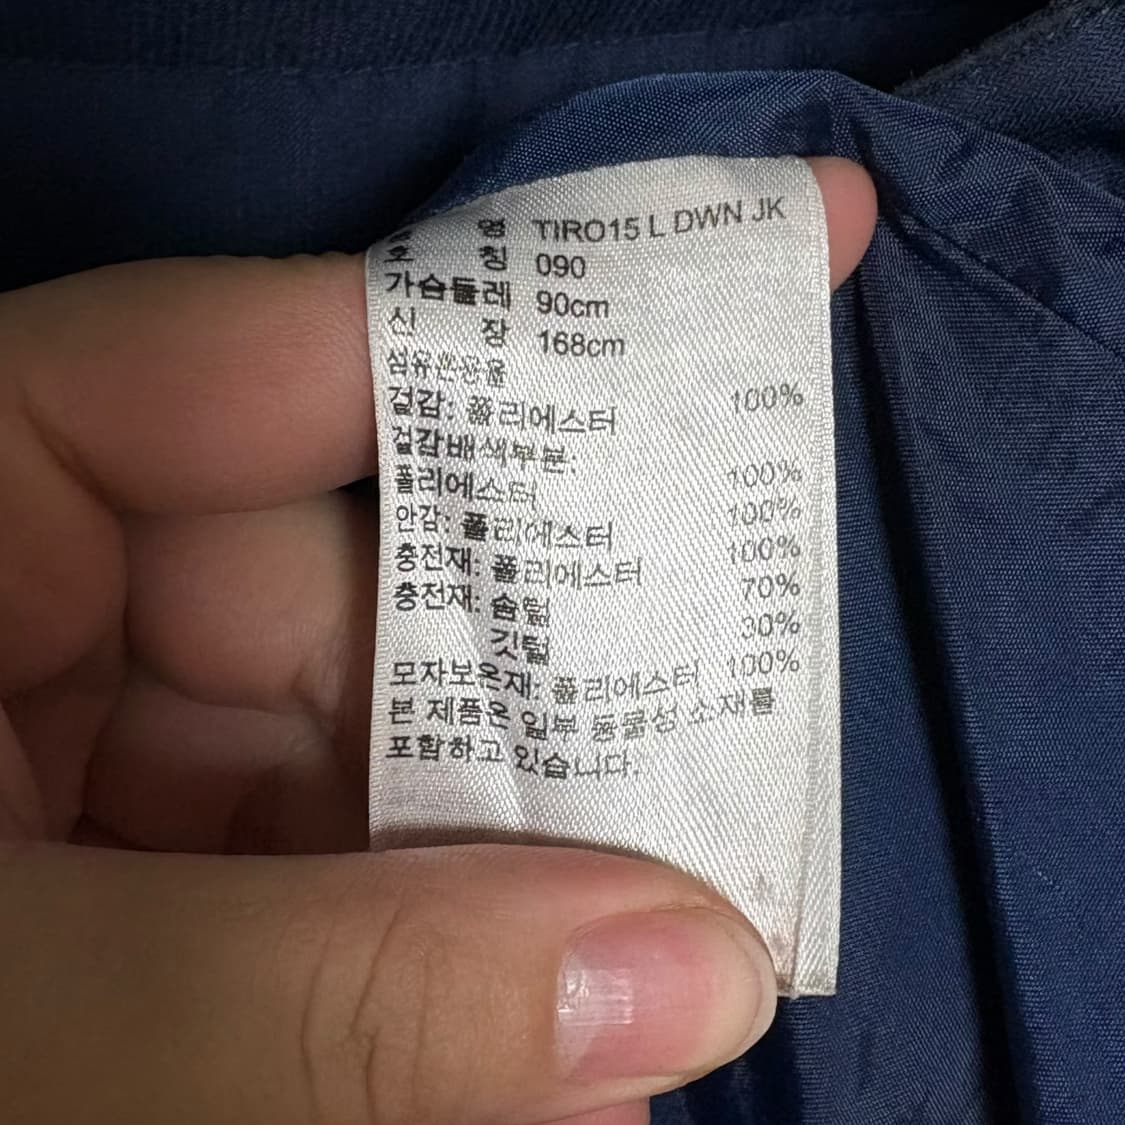 명 TIRO15 L DWN JK
호 칭 090
가슴둘레 90cm
신 장 168cm
섬유혼용율
겉감: 폴리에스터 100%
겉감배색부분:
폴리에스터 100%
안감: 폴리에스터 100%
충전재: 폴리에스터 100%
충전재: 솜털 70%
깃털 30%
모자보온재: 폴리에스터 100%
본 제품은 일부 동물성 소재를
포함하고 있습니다.